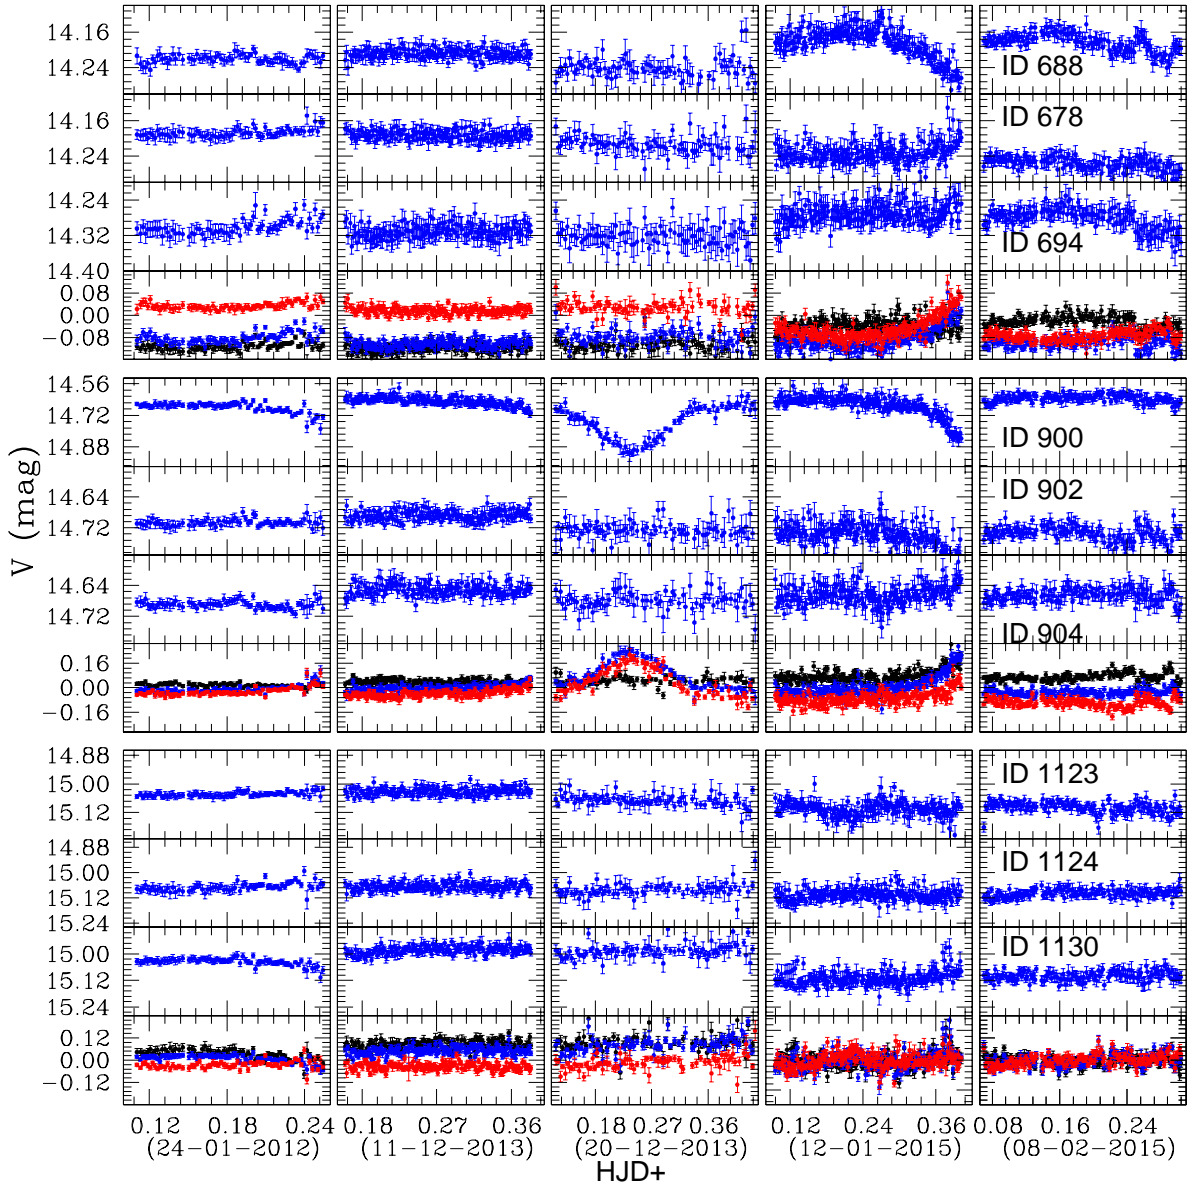 14.16
14.24
ID 688
14.16
14.24
ID 678
14.24
14.32
14.40
ID 694
0.08
0.00
−0.08
14.56
14.72
14.88
ID 900
14.64
14.72
ID 902
14.64
14.72
ID 904
0.16
0.00
−0.16
V (mag)
14.88
15.00
15.12
ID 1123
14.88
15.00
15.12
15.24
ID 1124
15.00
15.12
15.24
ID 1130
0.12
0.00
−0.12
0.12 0.18 0.24 0.18 0.27 0.36 0.18 0.27 0.36 0.12 0.24 0.36 0.08 0.16 0.24
(24−01−2012) (11−12−2013) (20−12−2013) (12−01−2015) (08−02−2015)
HJD+